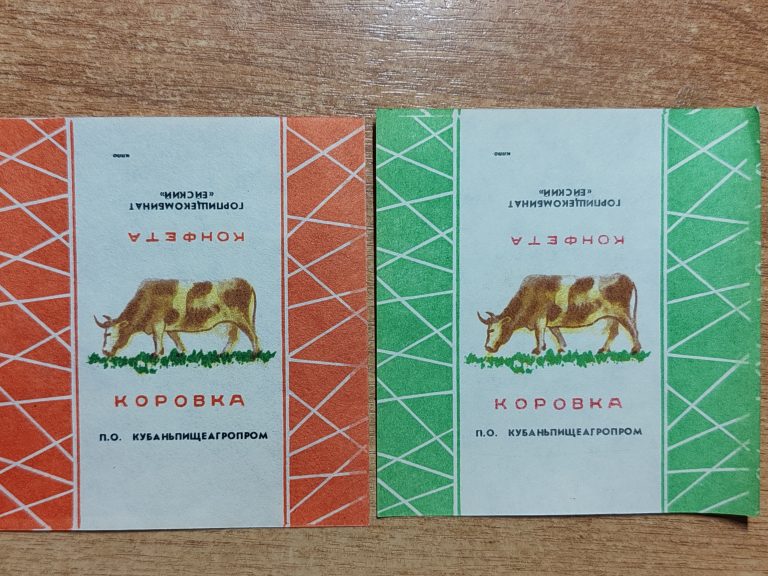 КОНФЕТА
ГОРПИЩЕКОМБИНАТ
«ЕЙСКИЙ»
КОРОВКА
П.О. КУБАНЬПИЩЕАГРОПРОМ
КОНФЕТА
ГОРПИЩЕКОМБИНАТ
«ЕЙСКИЙ»
КОРОВКА
П.О. КУБАНЬПИЩЕАГРОПРОМ